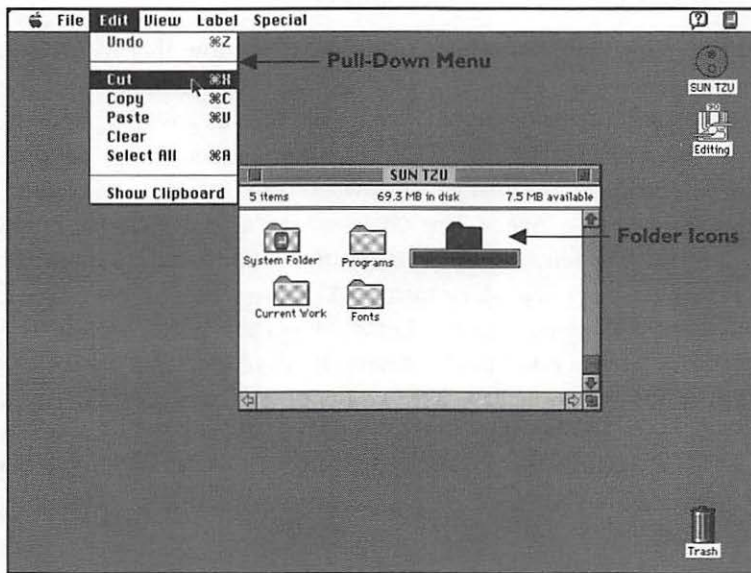 File Edit View Label Special
Undo ⌘Z
Cut ⌘X
Copy ⌘C
Paste ⌘V
Clear
Select All ⌘A
Show Clipboard
Pull-Down Menu
SUN TZU
90
Editing
SUN TZU
5 items 69.3 MB in disk 7.5 MB available
System Folder
Programs
Current Work
Fonts
Folder Icons
Trash